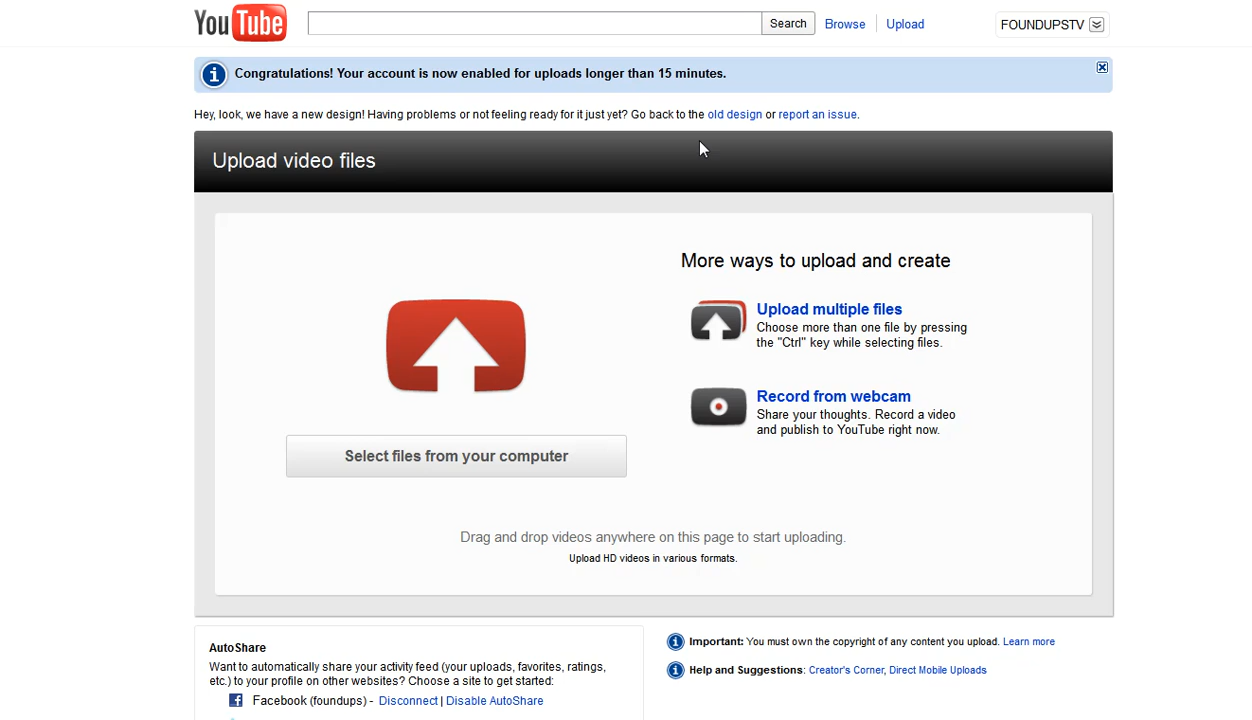 YouTube
Search
Browse
Upload
FOUNDUPSTV
Congratulations! Your account is now enabled for uploads longer than 15 minutes.
Hey, look, we have a new design! Having problems or not feeling ready for it just yet? Go back to the old design or report an issue.
Upload video files
Select files from your computer
More ways to upload and create
Upload multiple files
Choose more than one file by pressing
the "Ctrl" key while selecting files.
Record from webcam
Share your thoughts. Record a video
and publish to YouTube right now.
Drag and drop videos anywhere on this page to start uploading.
Upload HD videos in various formats.
AutoShare
Want to automatically share your activity feed (your uploads, favorites, ratings,
etc.) to your profile on other websites? Choose a site to get started:
Facebook (foundups) - Disconnect | Disable AutoShare
Important: You must own the copyright of any content you upload. Learn more
Help and Suggestions: Creator's Corner, Direct Mobile Uploads